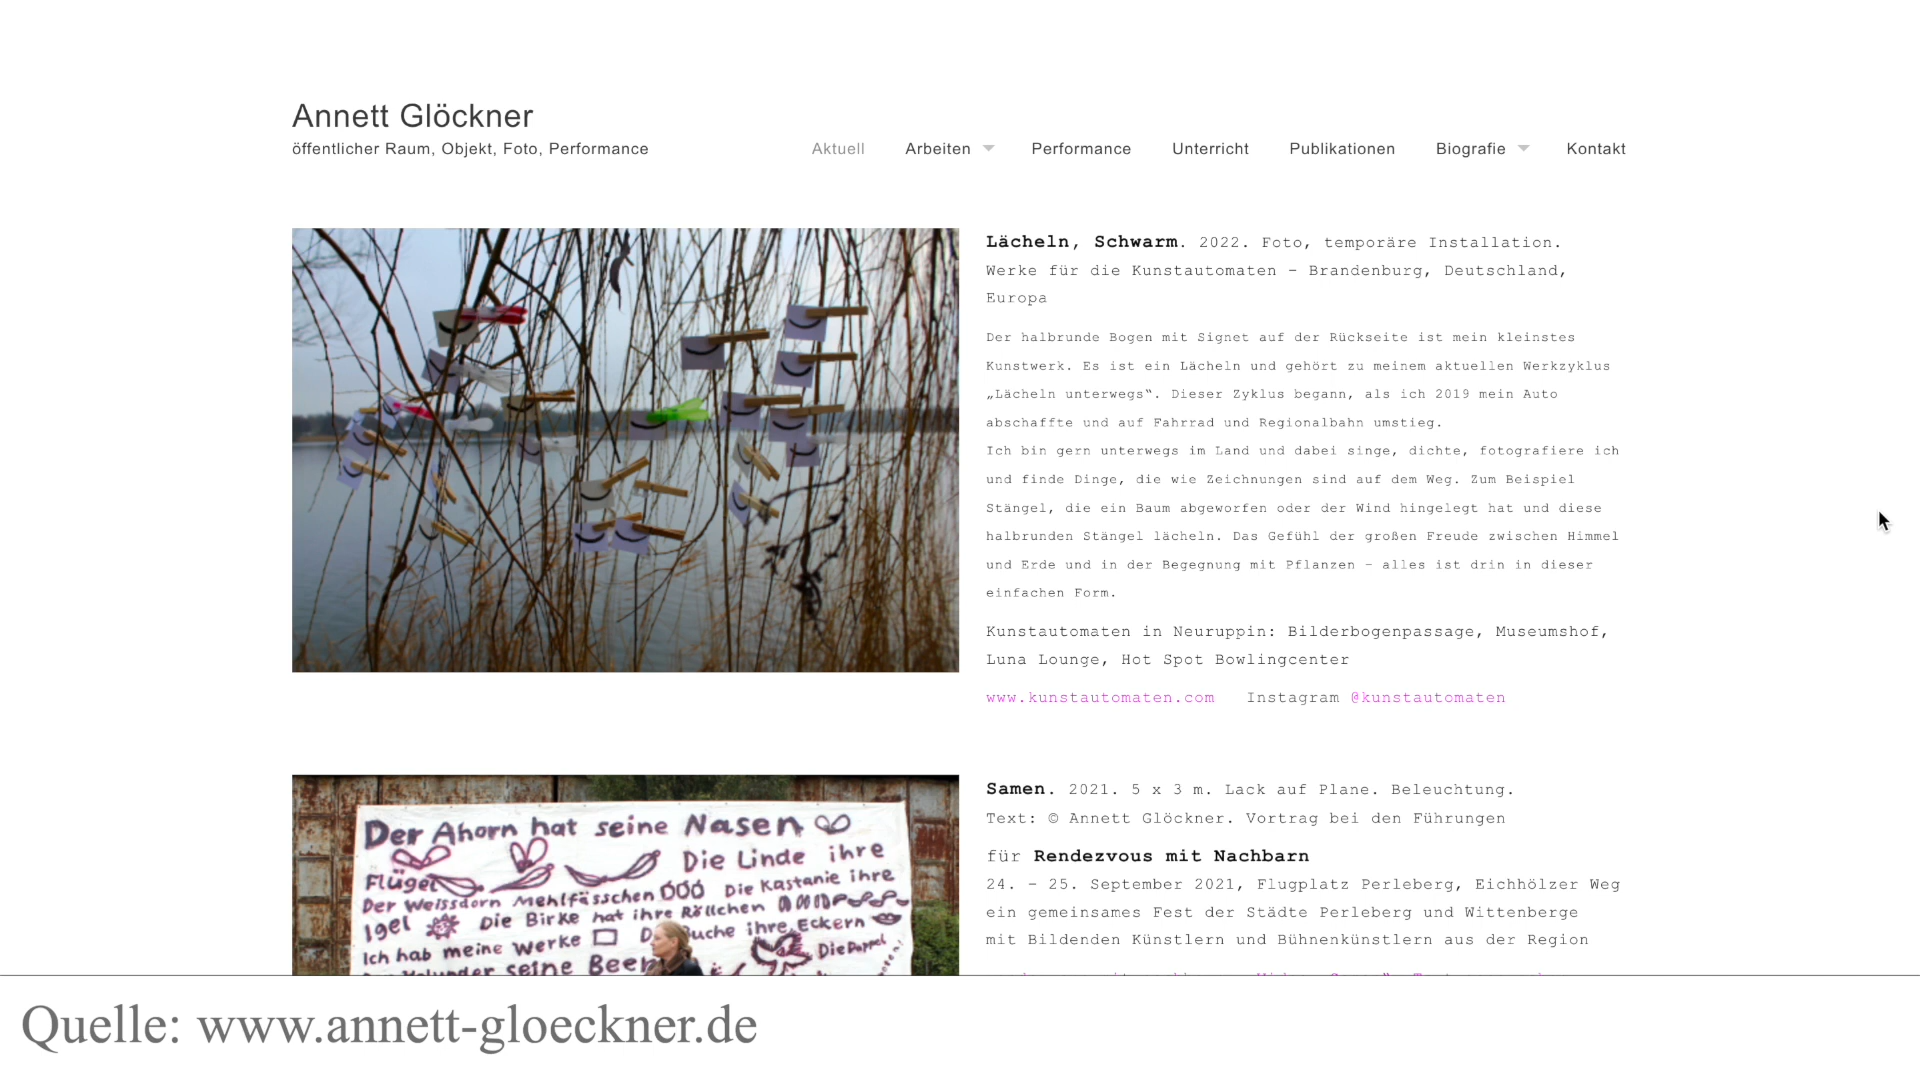 Annett Glöckner
öffentlicher Raum, Objekt, Foto, Performance
Aktuell Arbeiten Performance Unterricht Publikationen Biografie Kontakt
Lächeln, Schwarm. 2022. Foto, temporäre Installation.
Werke für die Kunstautomaten – Brandenburg, Deutschland,
Europa
Der halbrunde Bogen mit Signet auf der Rückseite ist mein kleinstes
Kunstwerk. Es ist ein Lächeln und gehört zu meinem aktuellen Werkzyklus
„Lächeln unterwegs“. Dieser Zyklus begann, als ich 2019 mein Auto
abschaffte und auf Fahrrad und Regionalbahn umstieg.
Ich bin gern unterwegs im Land und dabei singe, dichte, fotografiere ich
und finde Dinge, die wie Zeichnungen sind auf dem Weg. Zum Beispiel
Stängel, die ein Baum abgeworfen oder der Wind hingelegt hat und diese
halbrunden Stängel lächeln. Das Gefühl der großen Freude zwischen Himmel
und Erde und in der Begegnung mit Pflanzen – alles ist drin in dieser
einfachen Form.
Kunstautomaten in Neuruppin: Bilderbogenpassage, Museumshof,
Luna Lounge, Hot Spot Bowlingcenter
www.kunstautomaten.com Instagram @kunstautomaten
Der Ahorn hat seine Nasen
Die Linde ihre
Flügel
Der Weissdorn Mehlfässchen Die Kastanie ihre
Igel Die Birke hat ihre Röllchen
Ich hab meine Werke Buche ihre Eckern
Die Pappel
seine Beer
Samen. 2021. 5 x 3 m. Lack auf Plane. Beleuchtung.
Text: © Annett Glöckner. Vortrag bei den Führungen
für Rendezvous mit Nachbarn
24. – 25. September 2021, Flugplatz Perleberg, Eichhölzer Weg
ein gemeinsames Fest der Städte Perleberg und Wittenberge
mit Bildenden Künstlern und Bühnenkünstlern aus der Region
Quelle: www.annett-gloeckner.de